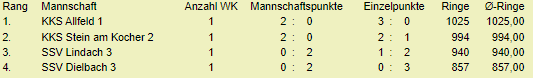 Rang Mannschaft Anzahl WK Mannschaftspunkte Einzelpunkte Ringe Ø-Ringe
1. KKS Allfeld 1 1 2 : 0 3 : 0 1025 1025,00
2. KKS Stein am Kocher 2 1 2 : 0 2 : 1 994 994,00
3. SSV Lindach 3 1 0 : 2 1 : 2 940 940,00
4. SSV Dielbach 3 1 0 : 2 0 : 3 857 857,00